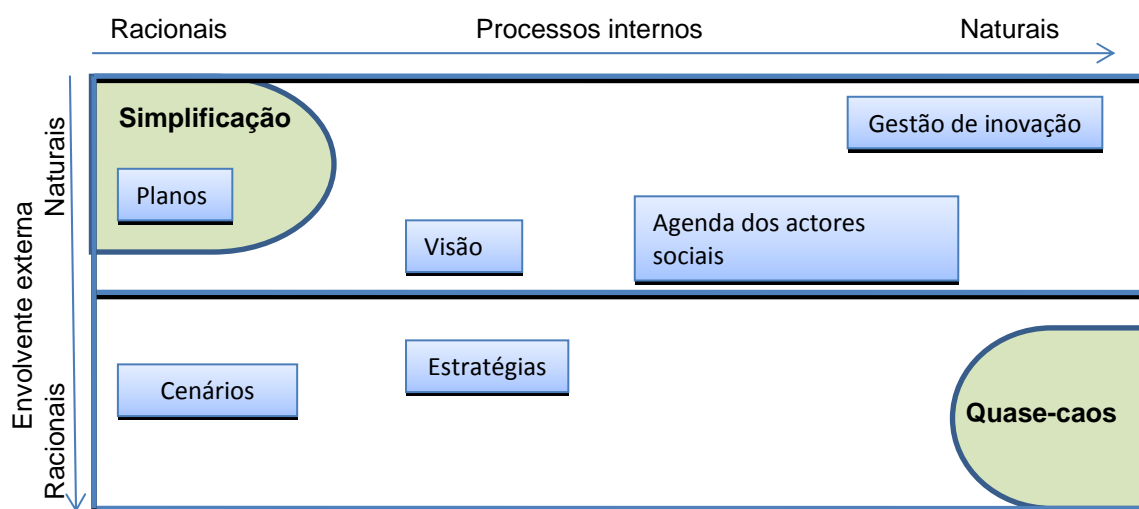 Racionais
Processos internos
Naturais
Envolvente externa
Naturais
Racionais
Simplificação
Planos
Visão
Agenda dos actores
sociais
Gestão de inovação
Cenários
Estratégias
Quase-caos